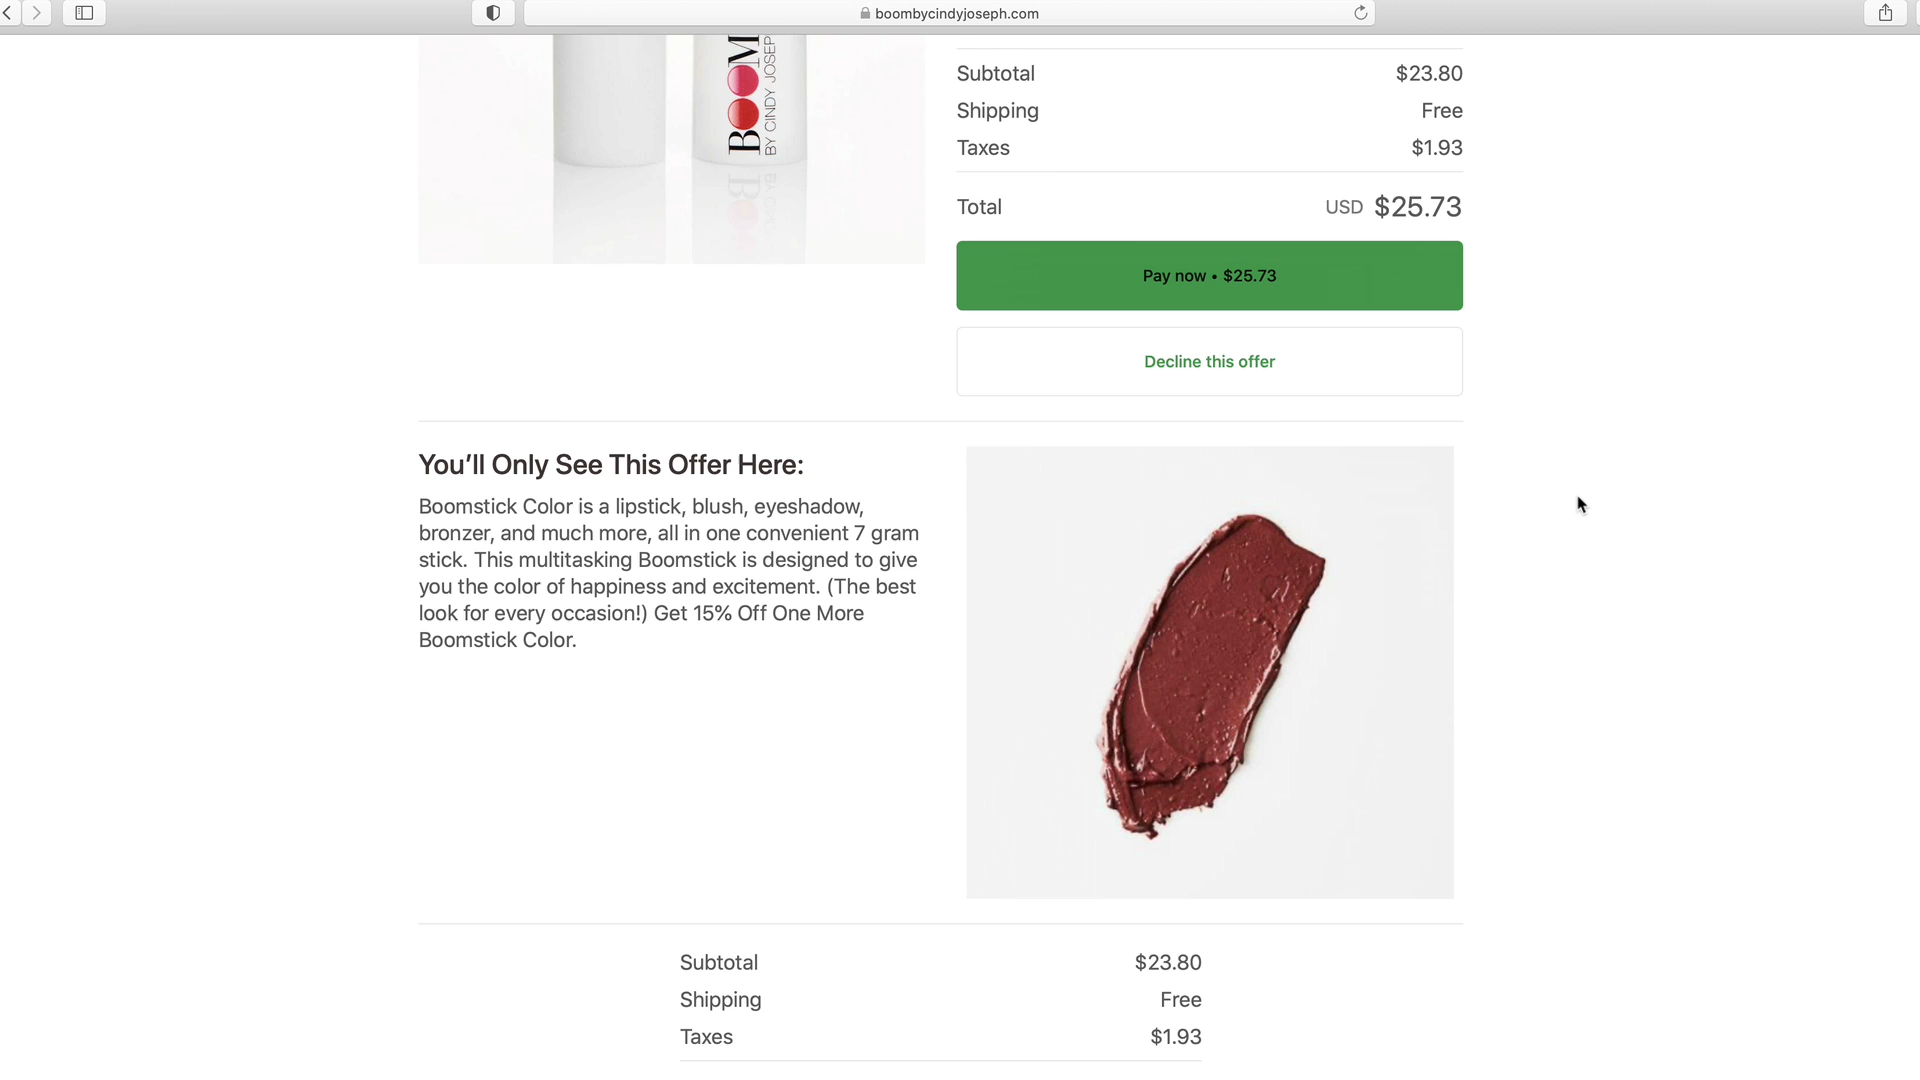 boombycindyjoseph.com
BOOM
BY CINDY JOSEP
Subtotal $23.80
Shipping Free
Taxes $1.93
Total USD $25.73
Pay now • $25.73
Decline this offer
You’ll Only See This Offer Here:
Boomstick Color is a lipstick, blush, eyeshadow,
bronzer, and much more, all in one convenient 7 gram
stick. This multitasking Boomstick is designed to give
you the color of happiness and excitement. (The best
look for every occasion!) Get 15% Off One More
Boomstick Color.
Subtotal $23.80
Shipping Free
Taxes $1.93